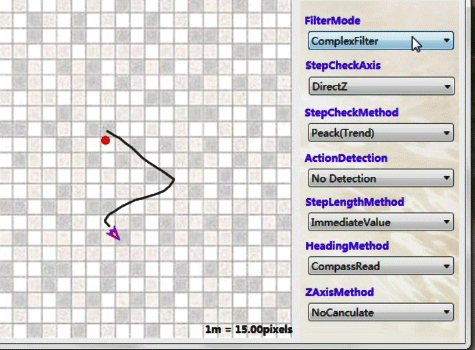 FilterMode
ComplexFilter
StepCheckAxis
DirectZ
StepCheckMethod
Peack(Trend)
ActionDetection
No Detection
StepLengthMethod
ImmediateValue
HeadingMethod
CompassRead
ZAxisMethod
NoCanculate
1m = 15.00pixels